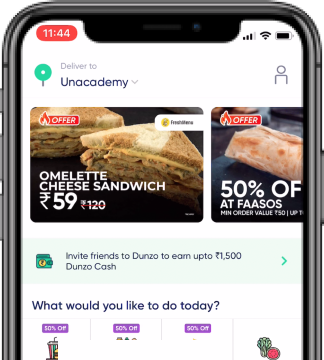 11:44
Deliver to
Unacademy
OFFER
FreshMenu
OMELETTE
CHEESE SANDWICH
₹59 ₹120
OFFER
50% OF
AT FAASOS
MIN ORDER VALUE ₹50 | UP T
Invite friends to Dunzo to earn upto ₹1,500
Dunzo Cash
What would you like to do today?
50% Off
50% Off
50% Off